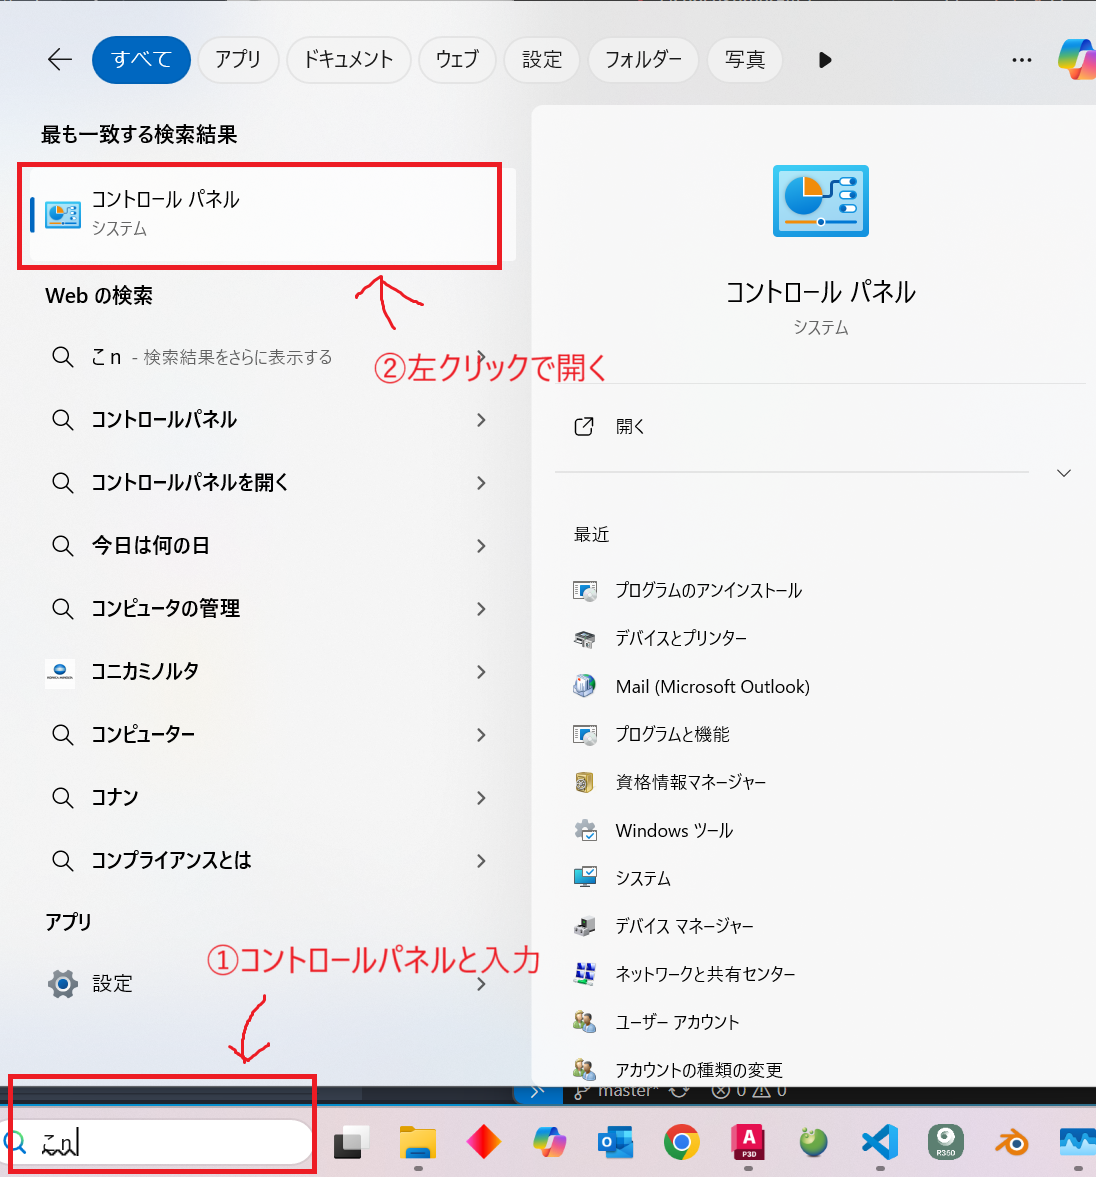 すべて アプリ ドキュメント ウェブ 設定 フォルダー 写真
最も一致する検索結果
コントロール パネル
システム
Web の検索
こn - 検索結果をさらに表示する
②左クリックで開く
コントロールパネル
コントロールパネルを開く
今日は何の日
コンピュータの管理
コニカミノルタ
コンピューター
コナン
コンプライアンスとは
アプリ
①コントロールパネルと入力
設定
コントロール パネル
システム
開く
最近
プログラムのアンインストール
デバイスとプリンター
Mail (Microsoft Outlook)
プログラムと機能
資格情報マネージャー
Windows ツール
システム
デバイス マネージャー
ネットワークと共有センター
ユーザー アカウント
アカウントの種類の変更
master* 0 0
こn
A P3D
R360